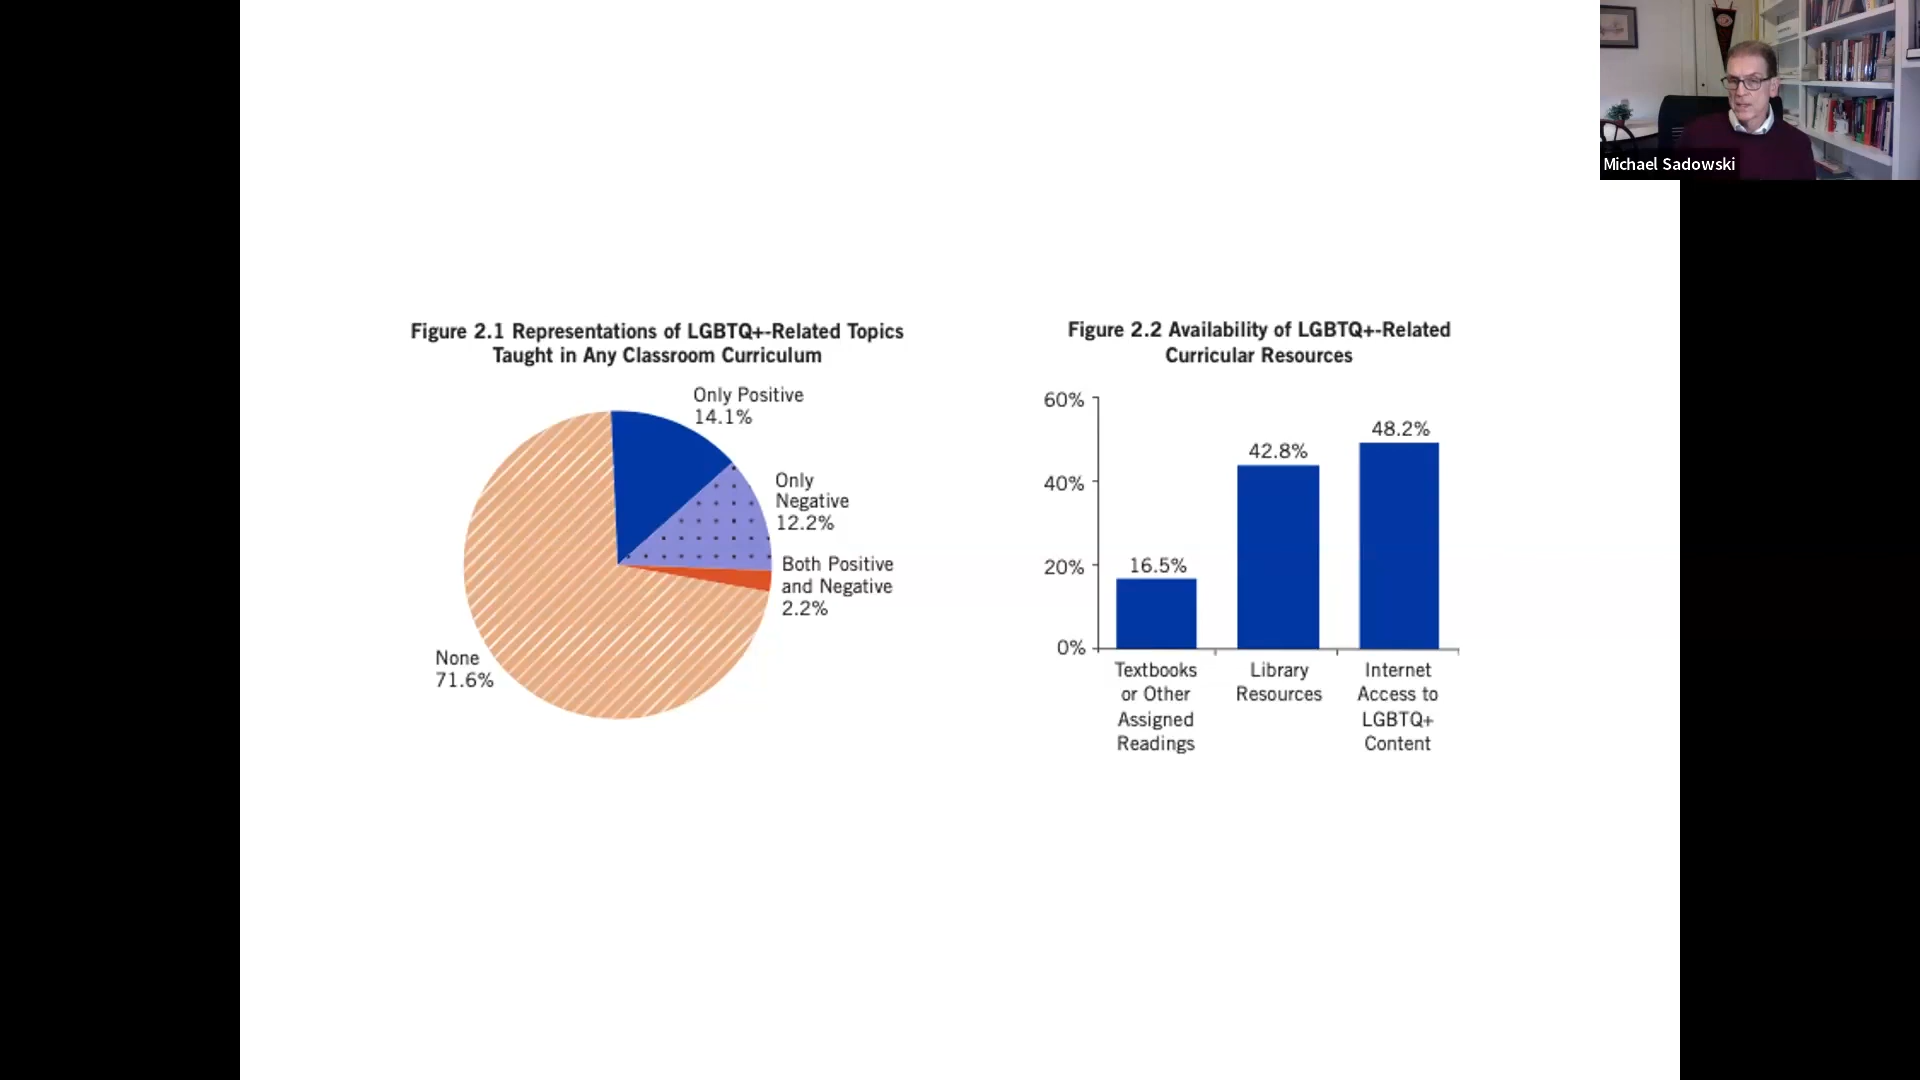 Michael Sadowski
Figure 2.1 Representations of LGBTQ+-Related Topics
Taught in Any Classroom Curriculum
Only Positive
14.1%
Only
Negative
12.2%
Both Positive
and Negative
2.2%
None
71.6%
Figure 2.2 Availability of LGBTQ+-Related
Curricular Resources
60%
40%
20%
0%
16.5%
42.8%
48.2%
Textbooks
or Other
Assigned
Readings
Library
Resources
Internet
Access to
LGBTQ+
Content